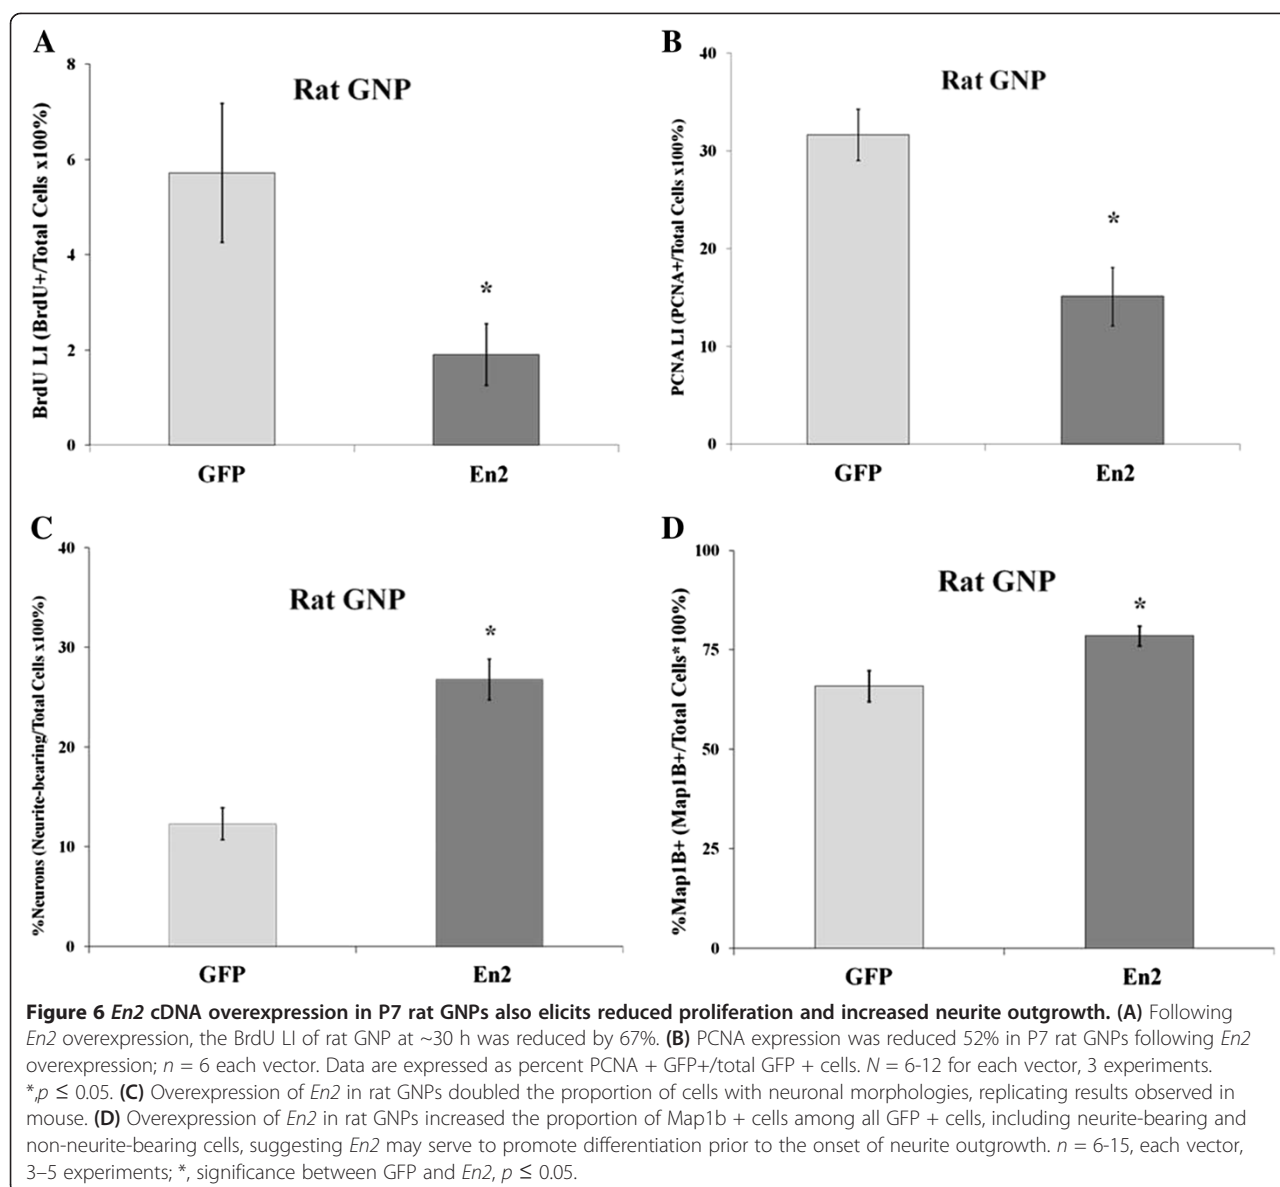 A
8
6
4
2
0
BrdU LI (BrdU+/Total Cells x100%)
Rat GNP
*
GFP
En2
B
40
30
20
10
0
PCNA LI (PCNA+/Total Cells x100%)
Rat GNP
*
GFP
En2
C
40
30
20
10
0
%Neurons (Neurite-bearing/Total Cells x100%)
Rat GNP
*
GFP
En2
D
100
75
50
25
0
%Map1B+ (Map1B+/Total Cells*100%)
Rat GNP
*
GFP
En2
Figure 6 En2 cDNA overexpression in P7 rat GNPs also elicits reduced proliferation and increased neurite outgrowth. (A) Following
En2 overexpression, the BrdU LI of rat GNP at ~30 h was reduced by 67%. (B) PCNA expression was reduced 52% in P7 rat GNPs following En2
overexpression; n = 6 each vector. Data are expressed as percent PCNA + GFP+/total GFP + cells. N = 6-12 for each vector, 3 experiments.
*,p ≤ 0.05. (C) Overexpression of En2 in rat GNPs doubled the proportion of cells with neuronal morphologies, replicating results observed in
mouse. (D) Overexpression of En2 in rat GNPs increased the proportion of Map1b + cells among all GFP + cells, including neurite-bearing and
non-neurite-bearing cells, suggesting En2 may serve to promote differentiation prior to the onset of neurite outgrowth. n = 6-15, each vector,
3–5 experiments; *, significance between GFP and En2, p ≤ 0.05.